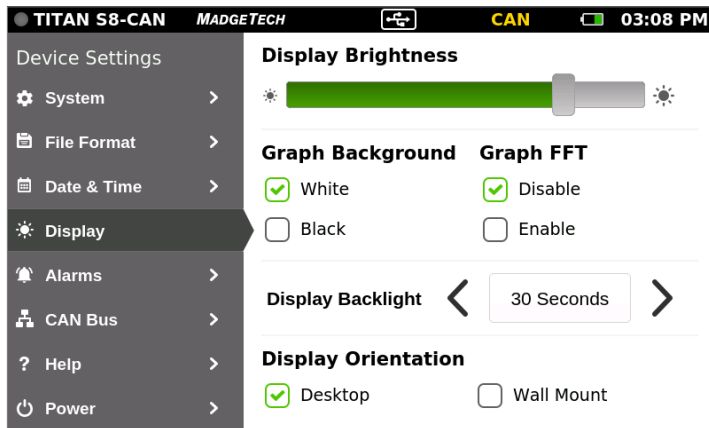 TITAN S8-CAN MADGETECH CAN 03:08 PM
Device Settings
System
File Format
Date & Time
Display
Alarms
CAN Bus
? Help
Power
Display Brightness
Graph Background Graph FFT
White Disable
Black Enable
Display Backlight 30 Seconds
Display Orientation
Desktop Wall Mount